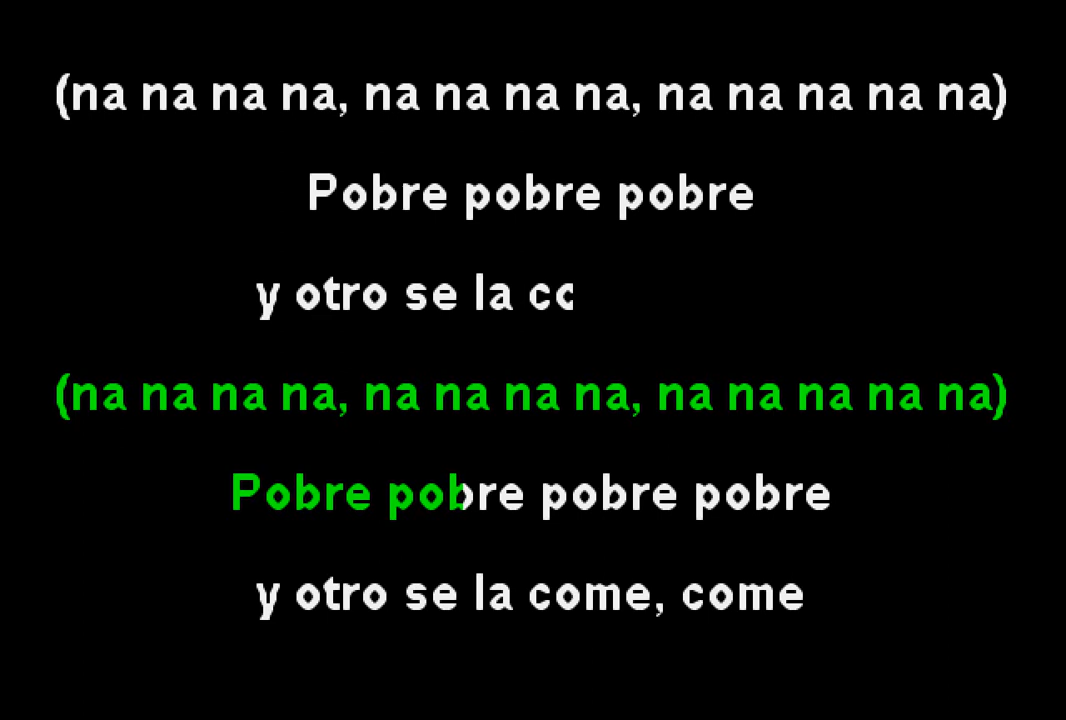 (na na na na, na na na na, na na na na na)
Pobre pobre pobre
y otro se la co
(na na na na, na na na na, na na na na na)
Pobre pobre pobre pobre
y otro se la come, come